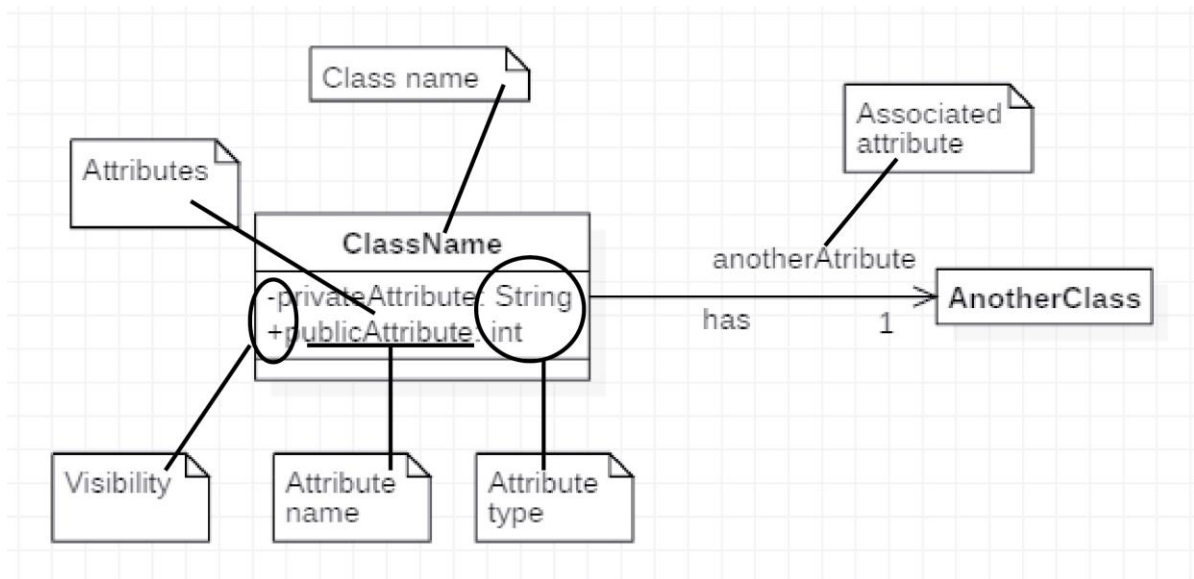 Class name
Associated
attribute
Attributes
ClassName
anotherAtribute
-privateAttribute: String
AnotherClass
+publicAttribute: int
has
1
Visibility
Attribute
name
Attribute
type